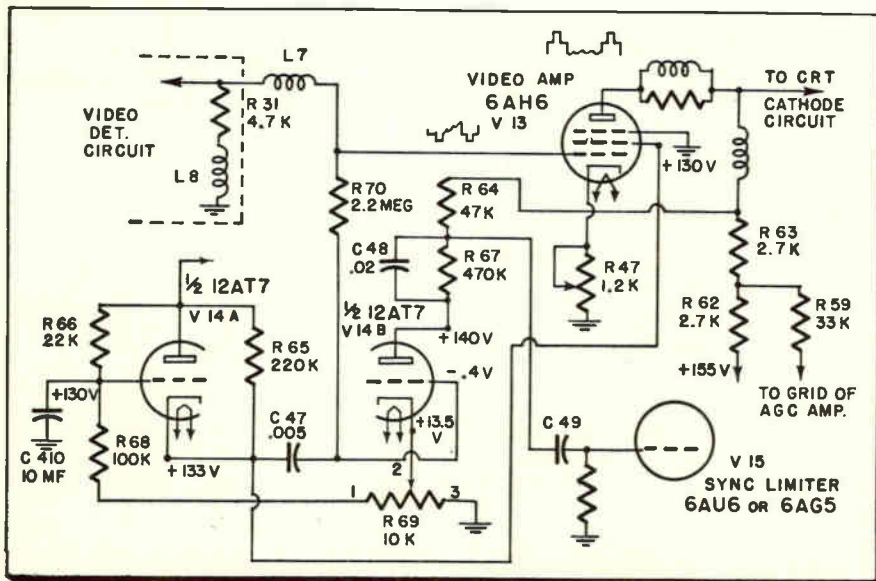 L7
VIDEO DET. CIRCUIT
R 31
4.7 K
L8
VIDEO AMP
6AH6
V 13
TO CRT
CATHODE
CIRCUIT
+130V
R 70
2.2 MEG
R 64
47K
C 48
.02
R 67
470K
R 47
1.2 K
R 63
2.7 K
R 62
2.7 K
R 59
33 K
+155V
TO GRID OF
AGC AMP.
½ 12AT7
V 14 A
R 66
22 K
R 65
220 K
½ 12AT7
V 14 B
+140V
-.4V
+130V
C 410
10 MF
R 68
100K
+133V
C 47
.005
+13.5
V
1
2
3
R 69
10 K
C 49
V 15
SYNC LIMITER
6AU6 OR 6AG5